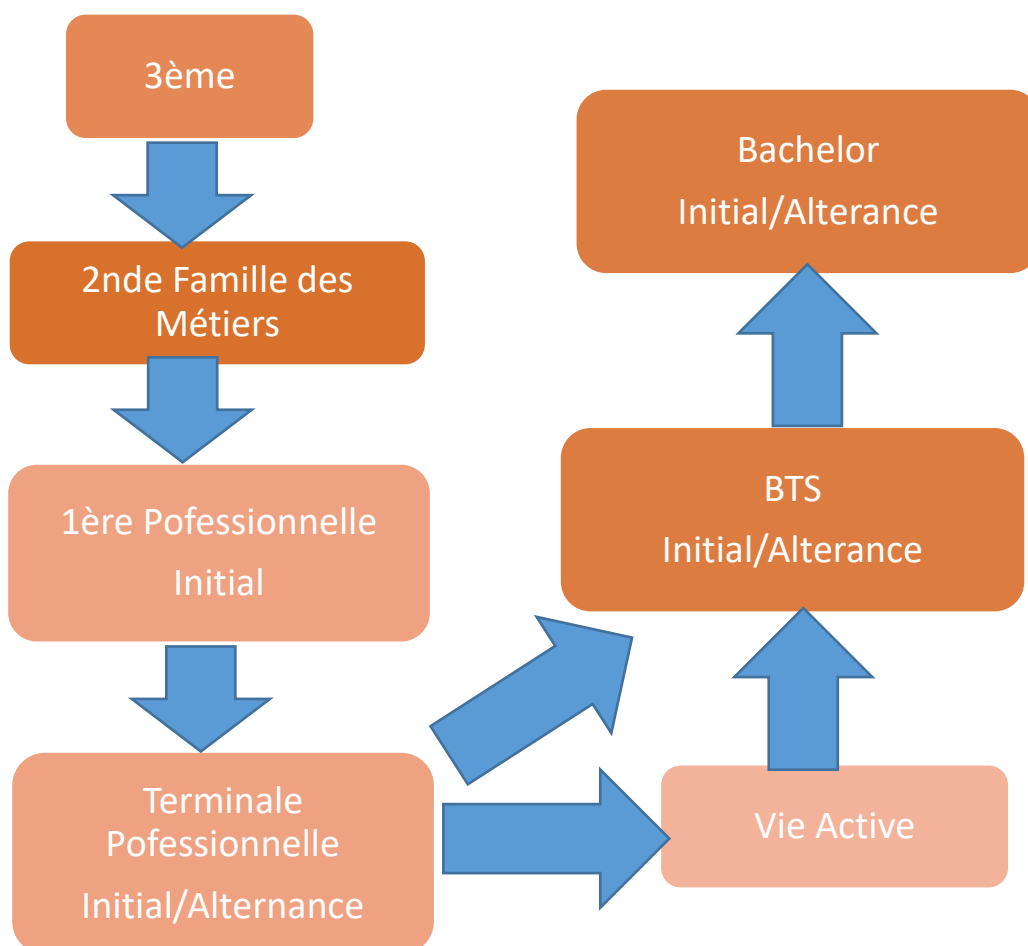 3ème
2nde Famille des
Métiers
1ère Pofessionnelle
Initial
Terminale
Pofessionnelle
Initial/Alternance
Bachelor
Initial/Alterance
BTS
Initial/Alterance
Vie Active